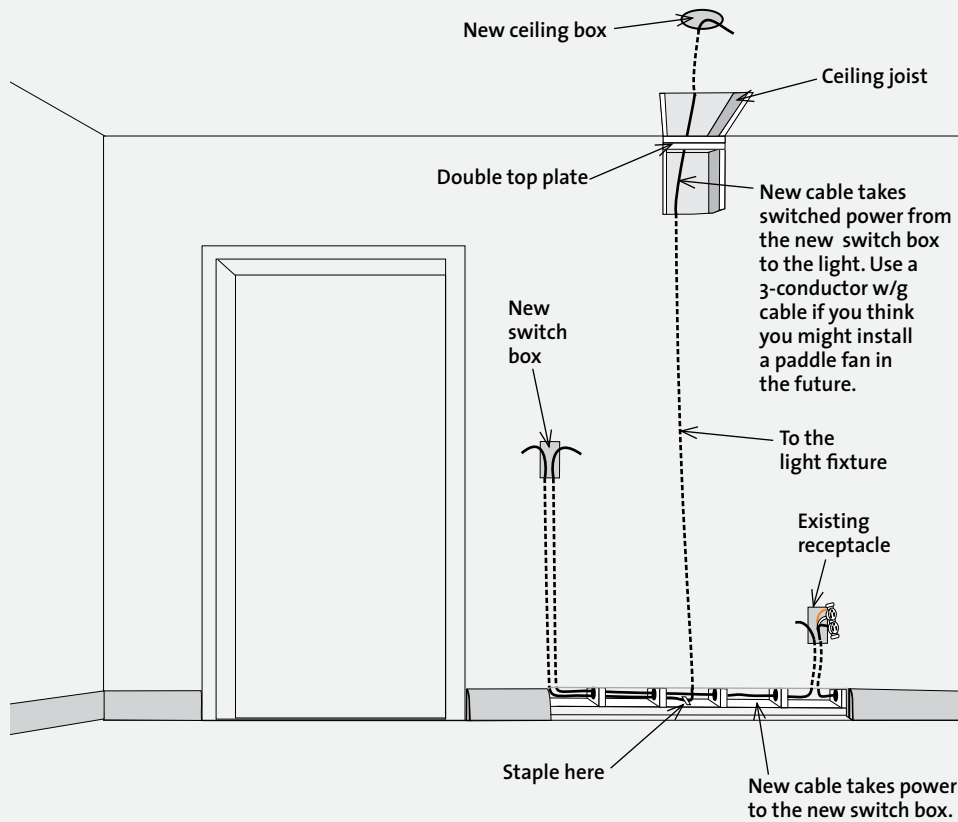 New ceiling box
Ceiling joist
Double top plate
New cable takes
switched power from
the new switch box
to the light. Use a
3-conductor w/g
cable if you think
you might install
a paddle fan in
the future.
New
switch
box
To the
light fixture
Existing
receptacle
Staple here
New cable takes power
to the new switch box.